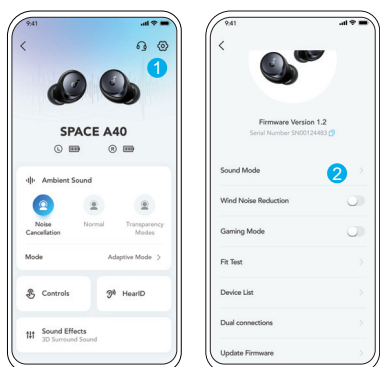 9:41
1
SPACE A40
L
R
Ambient Sound
Noise
Cancellation
Normal
Transparency
Modes
Mode
Adaptive Mode >
Controls
HearID
Sound Effects
3D Surround Sound
9:41
Firmware Version 1.2
Serial Number SN00124483
Sound Mode
2
Wind Noise Reduction
Gaming Mode
Fit Test
Device List
Dual connections
Update Firmware